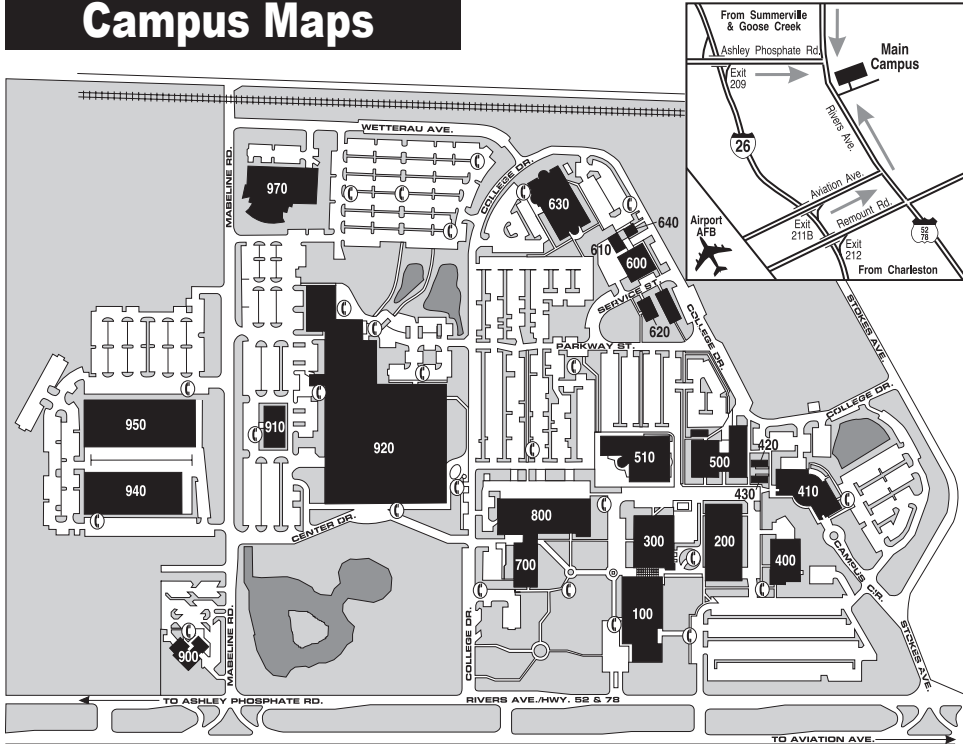 Campus Maps
From Summerville
& Goose Creek
Ashley Phosphate Rd.
Main
Campus
Exit
209
Rivers Ave.
26
Aviation Ave.
Remount Rd.
Airport
AFB
Exit
211B
Exit
212
52
78
From Charleston
WETTERAU AVE.
MABELINE RD.
COLLEGE DR.
970
630
640
610
600
SERVICE ST.
620
COLLEGE DR.
STOKES AVE.
PARKWAY ST.
COLLEGE DR.
950
910
920
510
500
420
940
430
410
CENTER DR.
800
300
200
400
700
CAMPUS CIR.
100
MABELINE RD.
900
COLLEGE DR.
STOKES AVE.
TO ASHLEY PHOSPHATE RD.
RIVERS AVE./HWY. 52 & 78
TO AVIATION AVE.